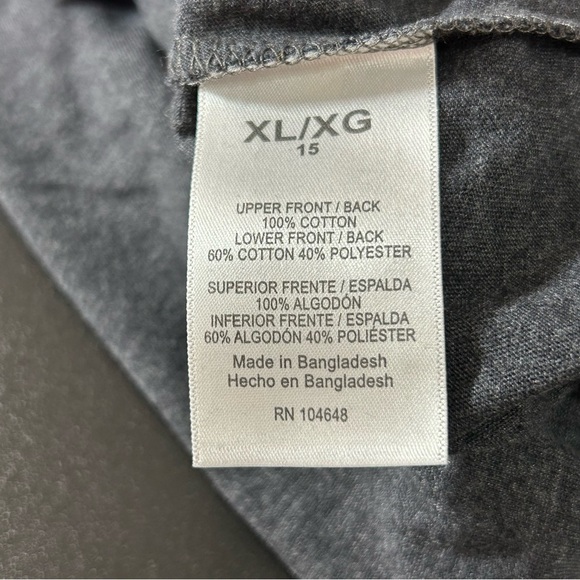 XL/XG
15
UPPER FRONT / BACK
100% COTTON
LOWER FRONT / BACK
60% COTTON 40% POLYESTER
SUPERIOR FRENTE / ESPALDA
100% ALGODÓN
INFERIOR FRENTE / ESPALDA
60% ALGODÓN 40% POLIÉSTER
Made in Bangladesh
Hecho en Bangladesh
RN 104648